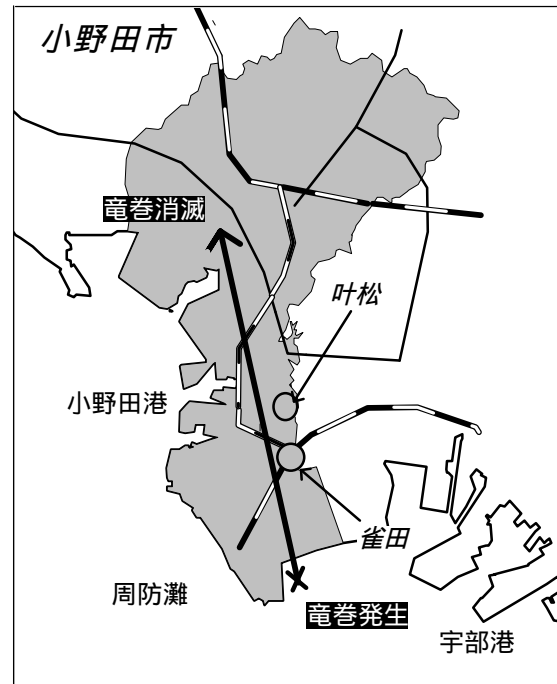 小野田市
竜巻消滅
叶松
小野田港
雀田
周防灘
竜巻発生
宇部港